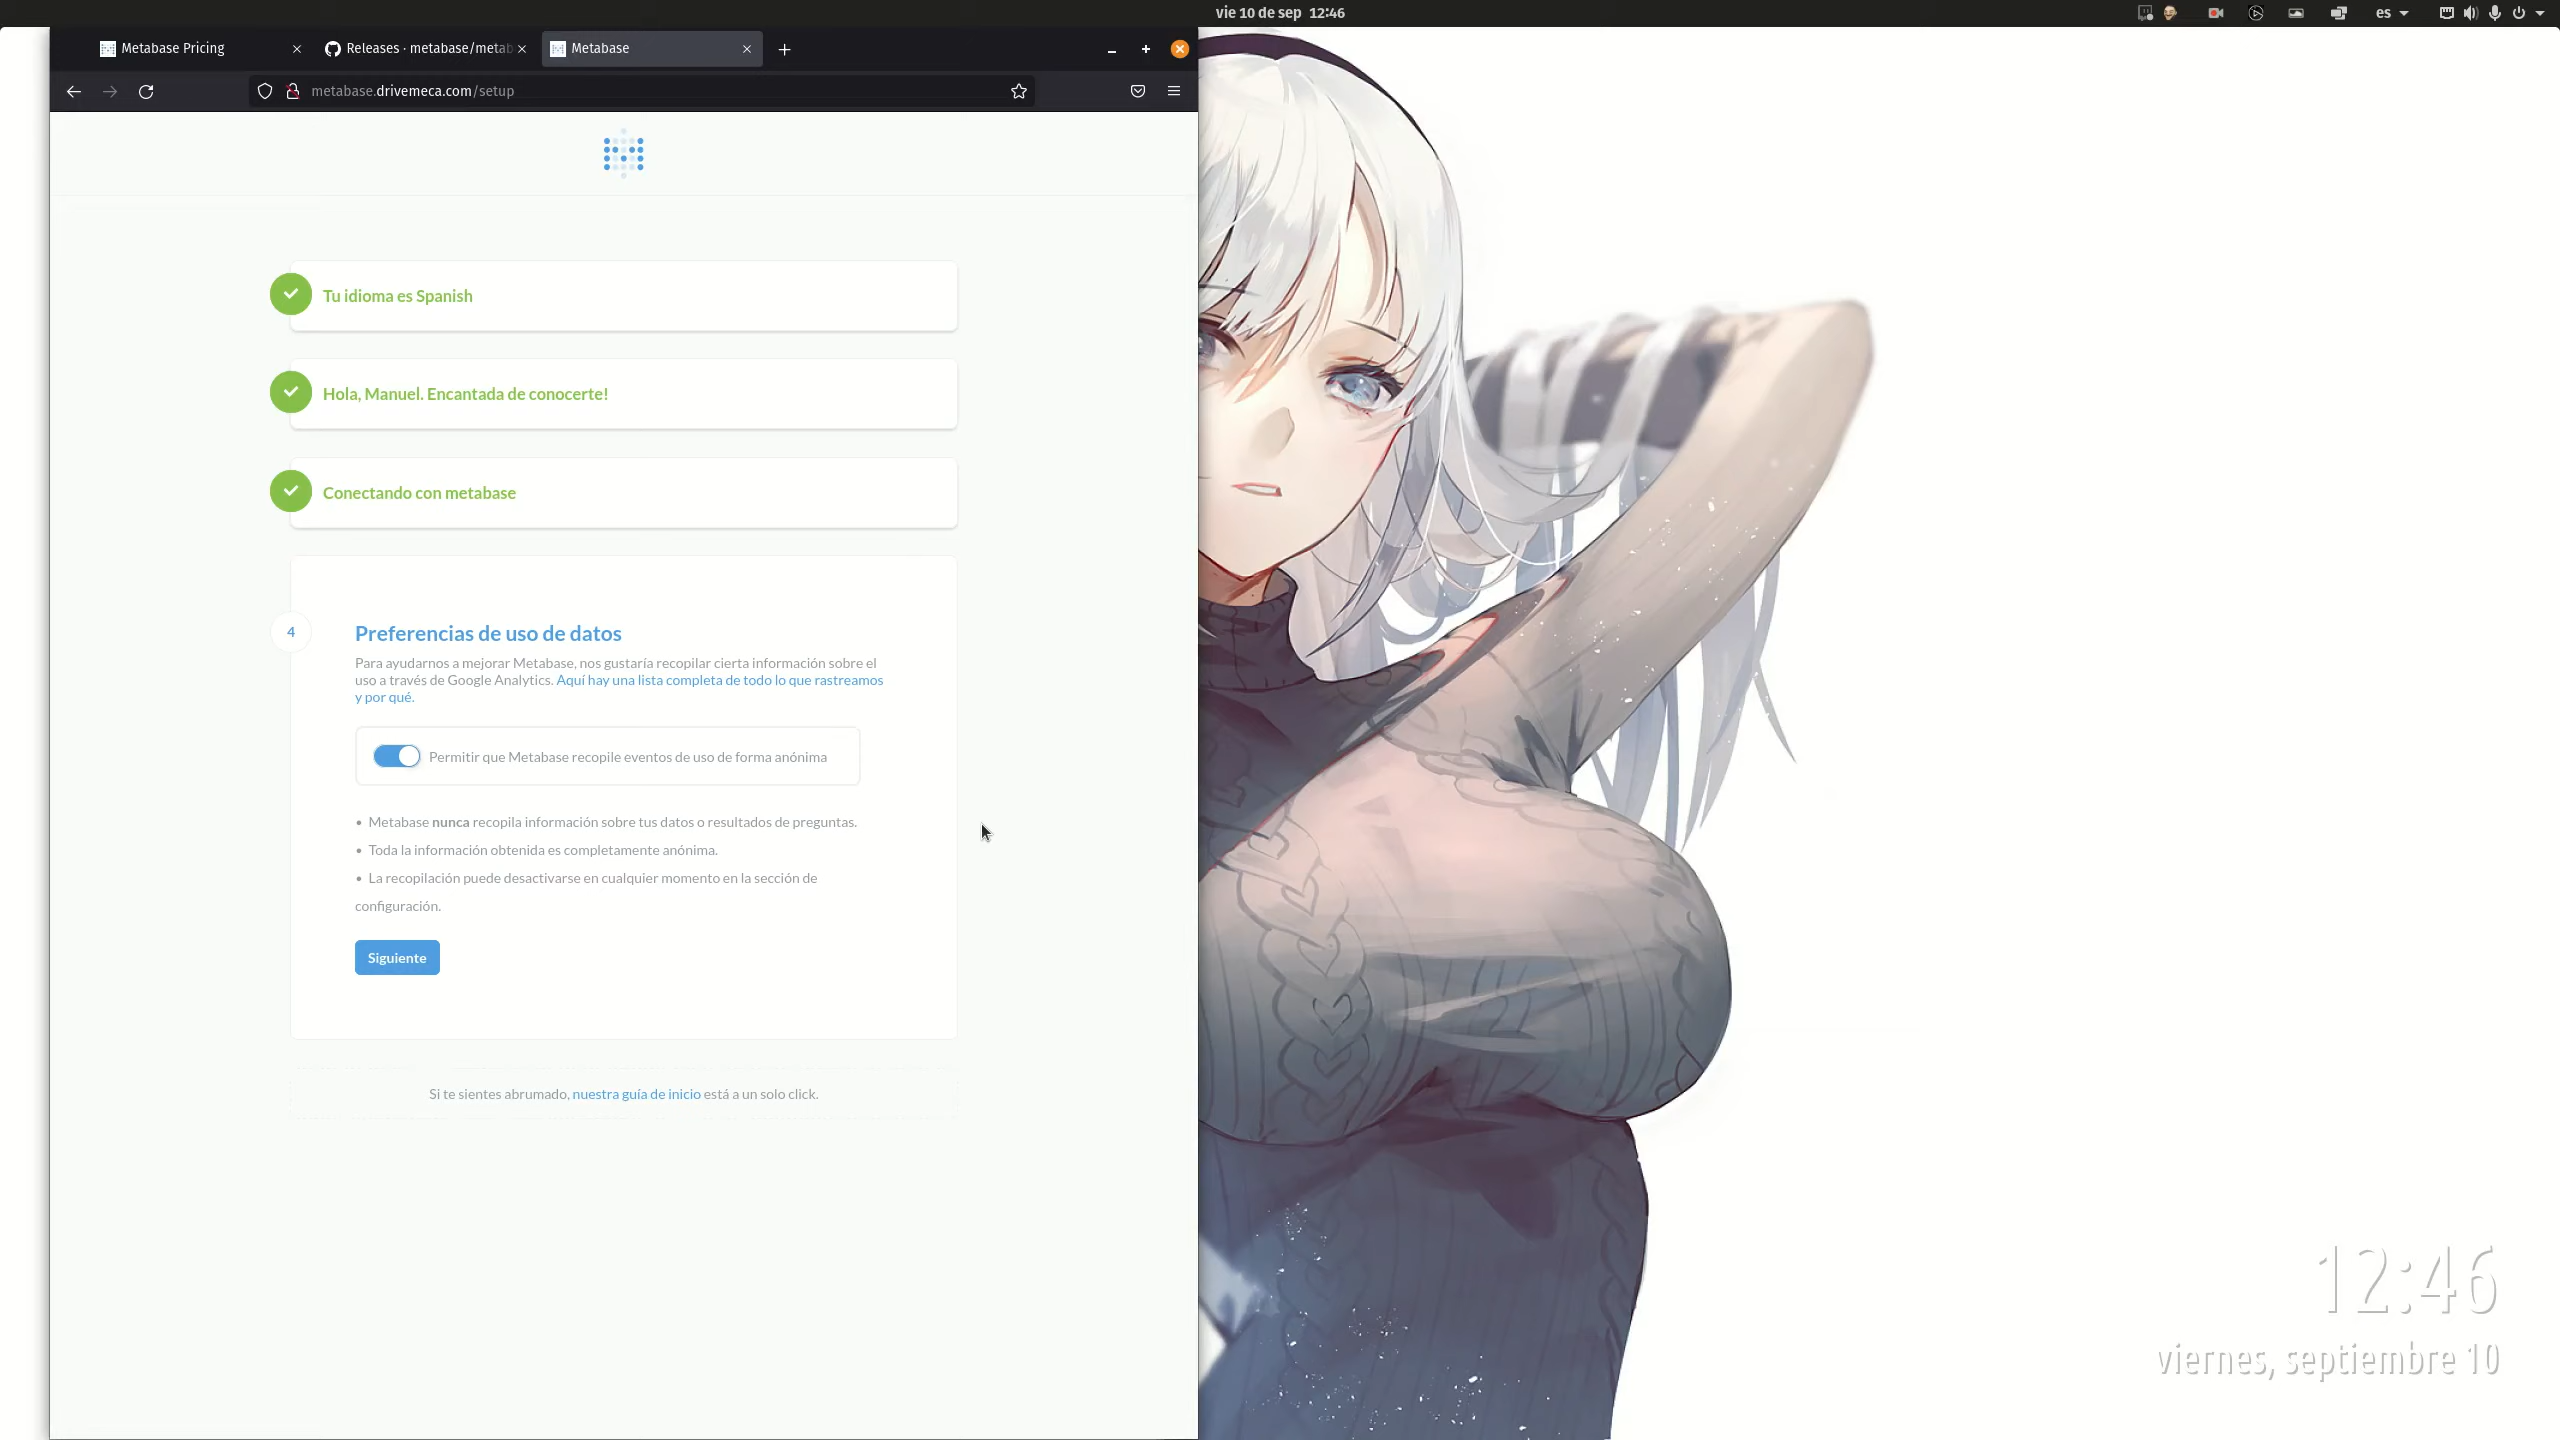 vie 10 de sep 12:46
es
Metabase Pricing
Releases · metabase/metab
Metabase
metabase.drivemeca.com/setup
Tu idioma es Spanish
Hola, Manuel. Encantada de conocerte!
Conectando con metabase
4
Preferencias de uso de datos
Para ayudarnos a mejorar Metabase, nos gustaría recopilar cierta información sobre el
uso a través de Google Analytics. Aquí hay una lista completa de todo lo que rastreamos
y por qué.
Permitir que Metabase recopile eventos de uso de forma anónima
• Metabase nunca recopila información sobre tus datos o resultados de preguntas.
• Toda la información obtenida es completamente anónima.
• La recopilación puede desactivarse en cualquier momento en la sección de
configuración.
Siguiente
Si te sientes abrumado, nuestra guía de inicio está a un solo click.
12:46
viernes, septiembre 10